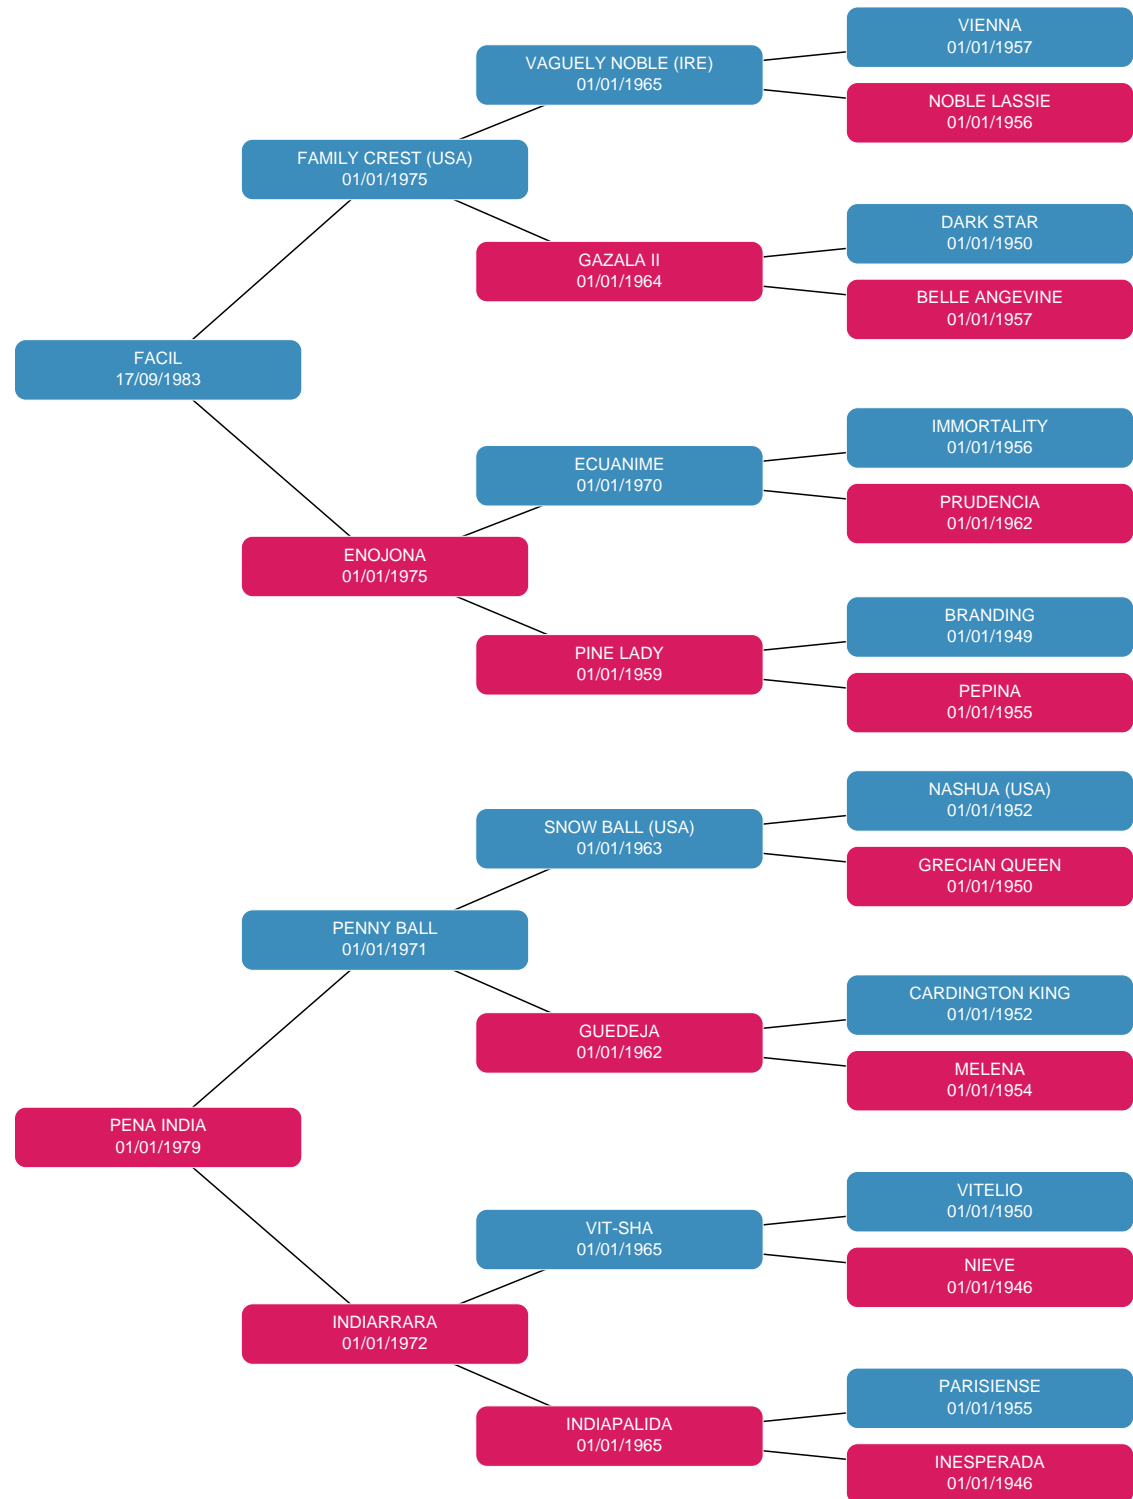 VIENNA
01/01/1957
VAGUELY NOBLE (IRE)
01/01/1965
NOBLE LASSIE
01/01/1956
FAMILY CREST (USA)
01/01/1975
DARK STAR
01/01/1950
GAZALA II
01/01/1964
BELLE ANGEVINE
01/01/1957
FACIL
17/09/1983
IMMORTALITY
01/01/1956
ECUANIME
01/01/1970
PRUDENCIA
01/01/1962
ENOJONA
01/01/1975
BRANDING
01/01/1949
PINE LADY
01/01/1959
PEPINA
01/01/1955
NASHUA (USA)
01/01/1952
SNOW BALL (USA)
01/01/1963
GRECIAN QUEEN
01/01/1950
PENNY BALL
01/01/1971
CARDINGTON KING
01/01/1952
GUEDEJA
01/01/1962
MELENA
01/01/1954
PENA INDIA
01/01/1979
VITELIO
01/01/1950
VIT-SHA
01/01/1965
NIEVE
01/01/1946
INDIARRARA
01/01/1972
PARISIENSE
01/01/1955
INDIAPALIDA
01/01/1965
INESPERADA
01/01/1946